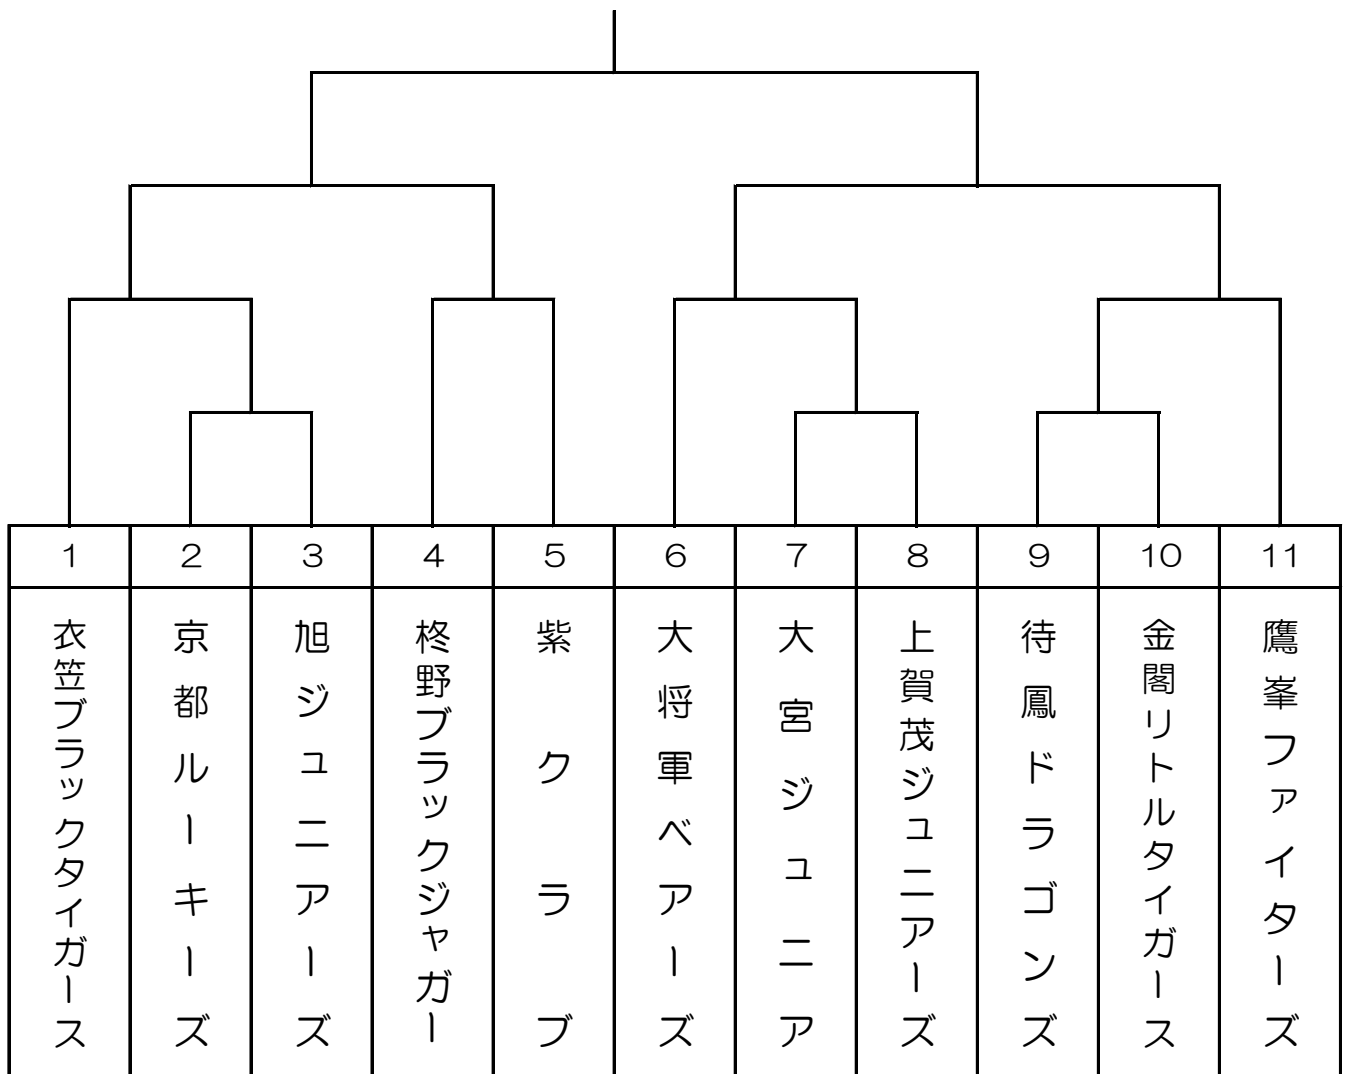 1
2
3
4
5
6
7
8
9
10
11
衣笠ブラックタイガース
京都ルーキーズ
旭ジュニアーズ
柊野ブラックジャガー
紫クラブ
大将軍ベアーズ
大宮ジュニア
上賀茂ジュニアーズ
待鳳ドラゴンズ
金閣リトルタイガース
鷹峯ファイターズ